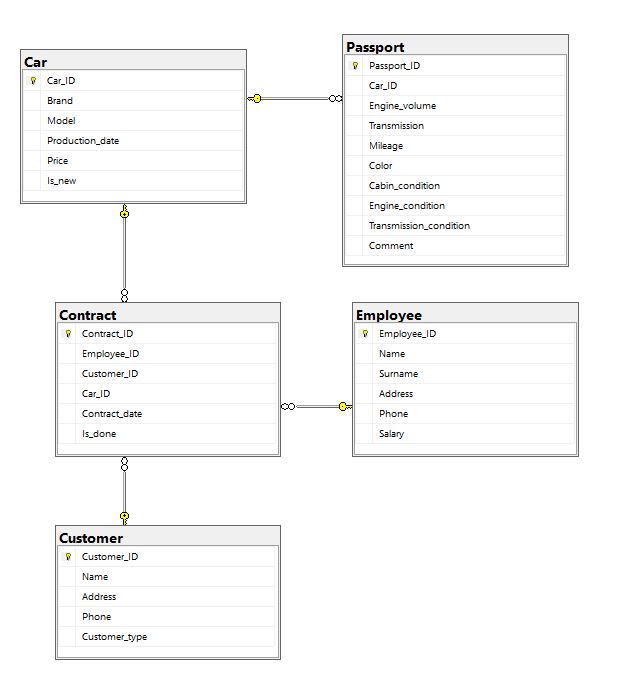 Car
Car_ID
Brand
Model
Production_date
Price
Is_new
Passport
Passport_ID
Car_ID
Engine_volume
Transmission
Mileage
Color
Cabin_condition
Engine_condition
Transmission_condition
Comment
Contract
Contract_ID
Employee_ID
Customer_ID
Car_ID
Contract_date
Is_done
Employee
Employee_ID
Name
Surname
Address
Phone
Salary
Customer
Customer_ID
Name
Address
Phone
Customer_type